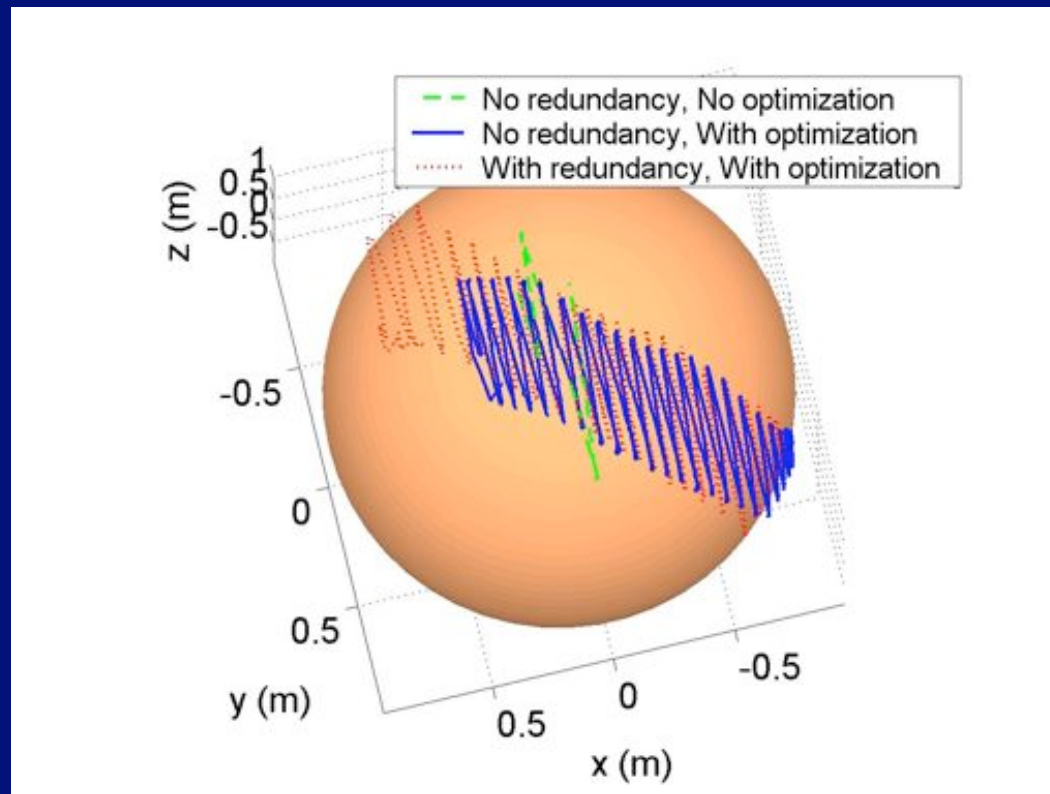 No redundancy, No optimization
No redundancy, With optimization
With redundancy, With optimization
1
0.5
0
-0.5
z (m)
-0.5
0
0.5
y (m)
0.5
0
-0.5
x (m)